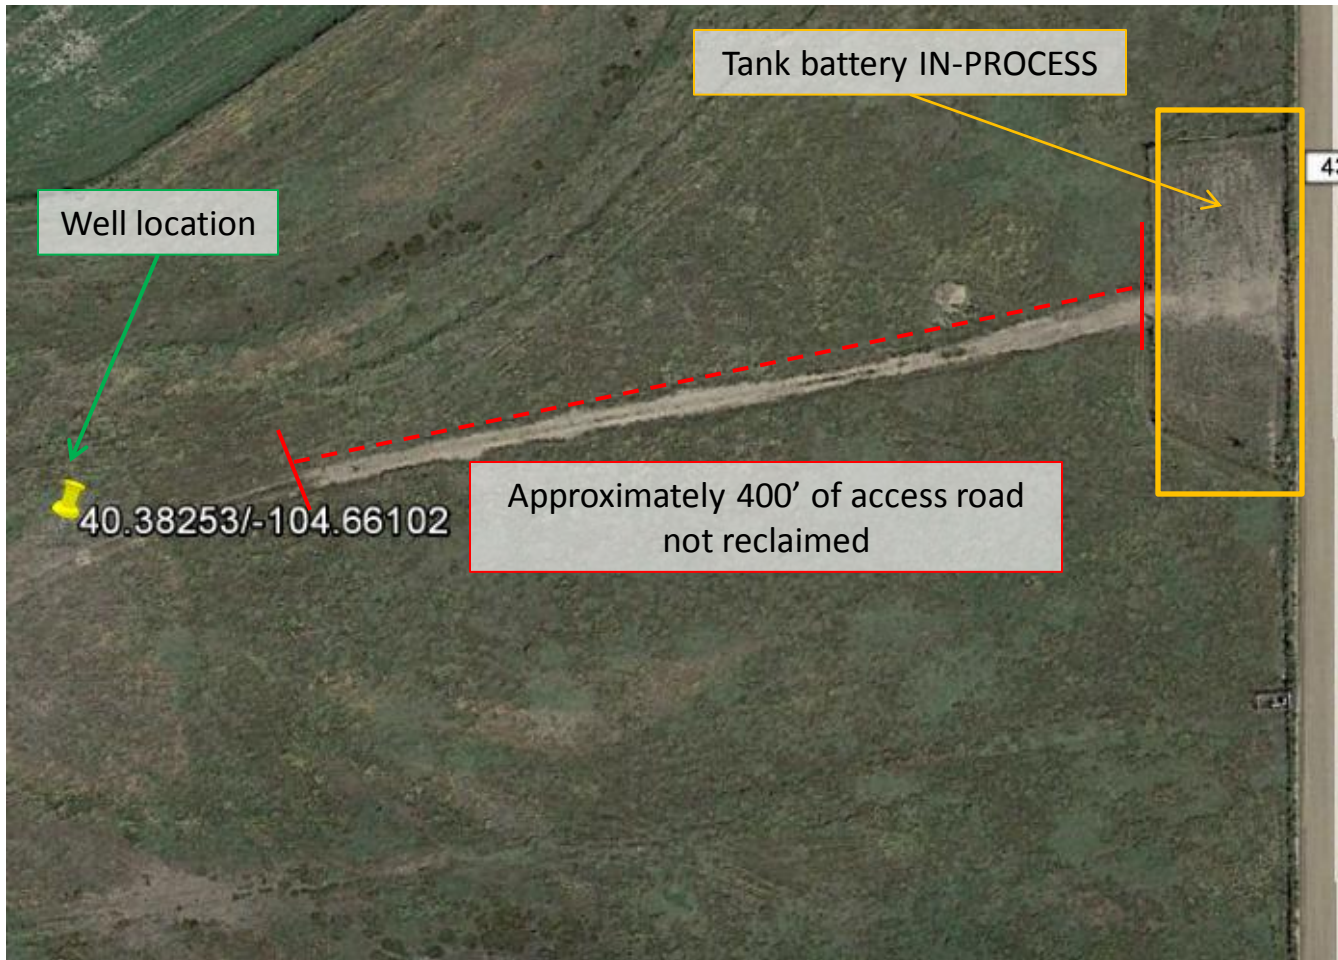 Tank battery IN-PROCESS
Well location
40.38253/-104.66102
Approximately 400’ of access road
not reclaimed